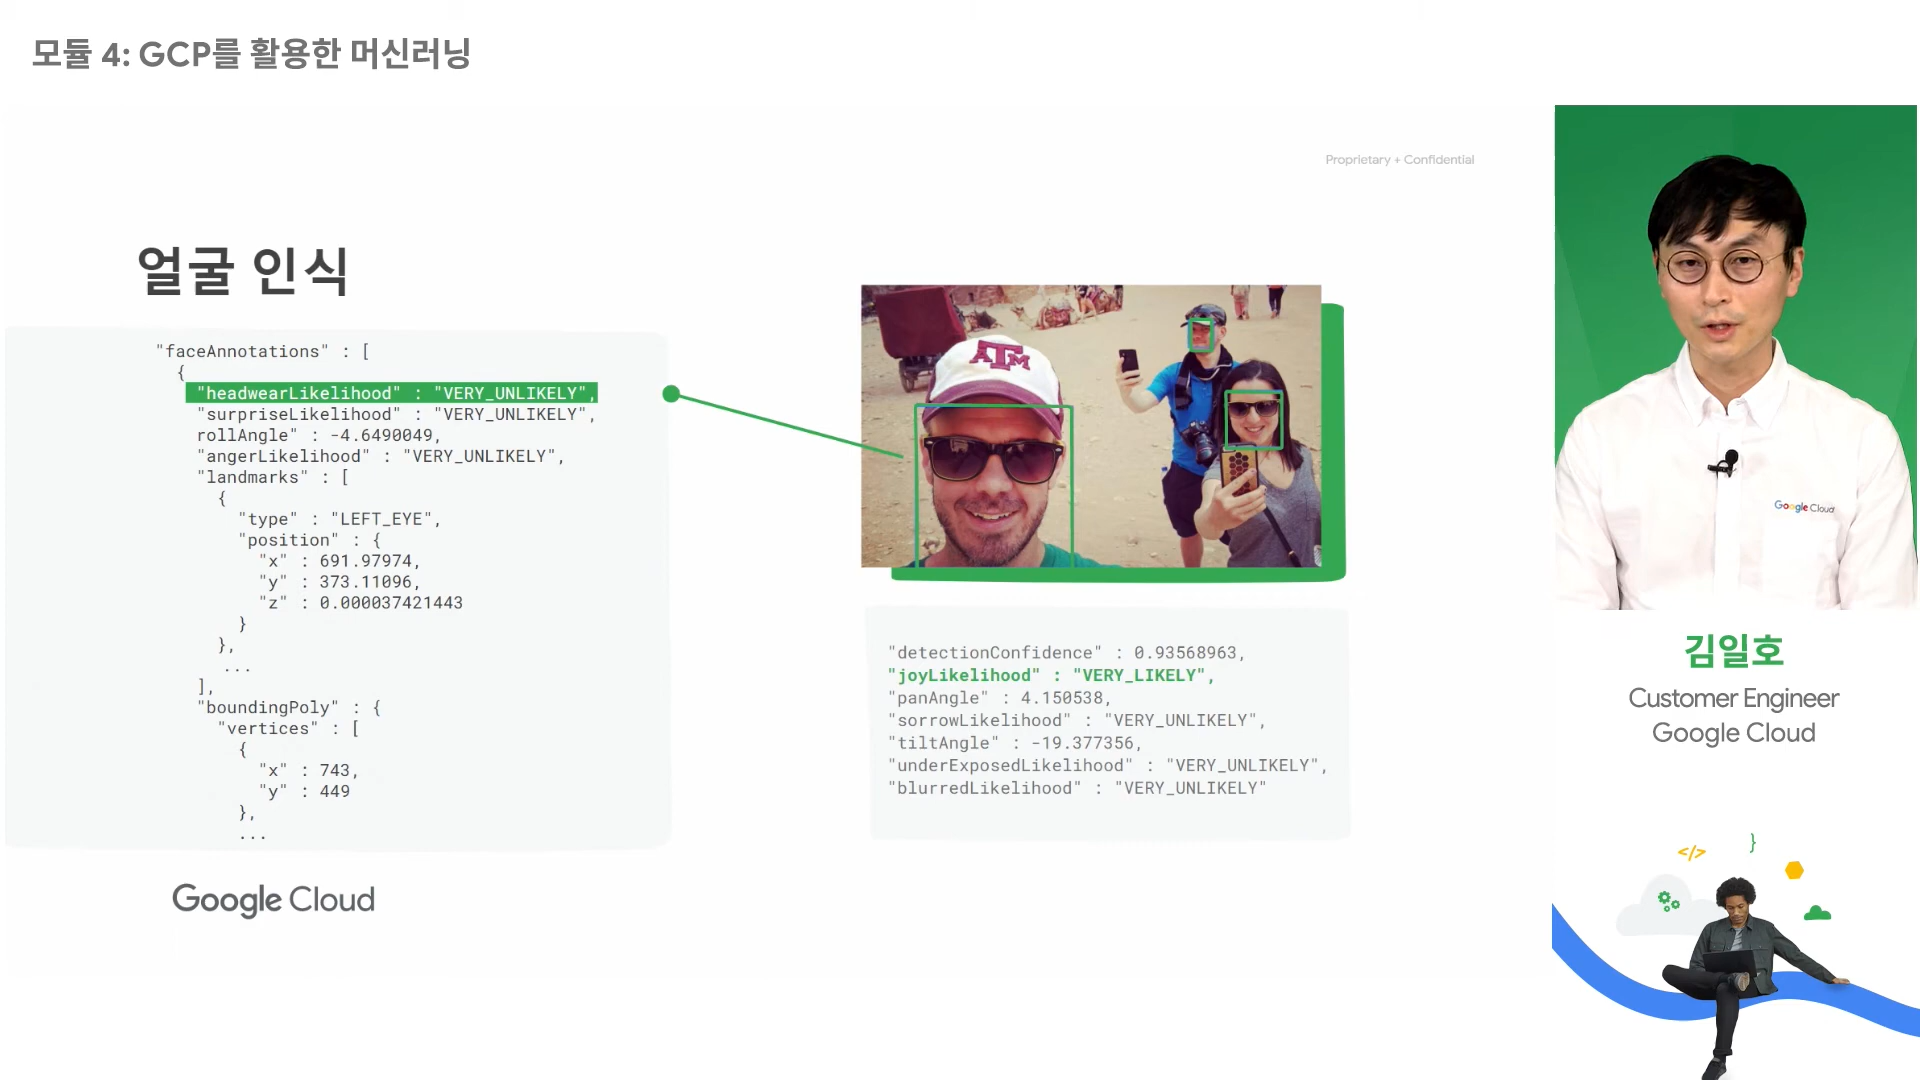 모듈 4: GCP를 활용한 머신러닝
Proprietary + Confidential
얼굴 인식
"faceAnnotations" : [
{
"headwearLikelihood" : "VERY_UNLIKELY",
"surpriseLikelihood" : "VERY_UNLIKELY",
rollAngle" : -4.6490049,
"angerLikelihood" : "VERY_UNLIKELY",
"landmarks" : [
{
"type" : "LEFT_EYE",
"position" : {
"x" : 691.97974,
"y" : 373.11096,
"z" : 0.000037421443
}
},
...
],
"boundingPoly" : {
"vertices" : [
{
"x" : 743,
"y" : 449
},
...
Google Cloud
ATM
"detectionConfidence" : 0.93568963,
"joyLikelihood" : "VERY_LIKELY",
"panAngle" : 4.150538,
"sorrowLikelihood" : "VERY_UNLIKELY",
"tiltAngle" : -19.377356,
"underExposedLikelihood" : "VERY_UNLIKELY",
"blurredLikelihood" : "VERY_UNLIKELY"
Google Cloud
김일호
Customer Engineer
Google Cloud
</>
}